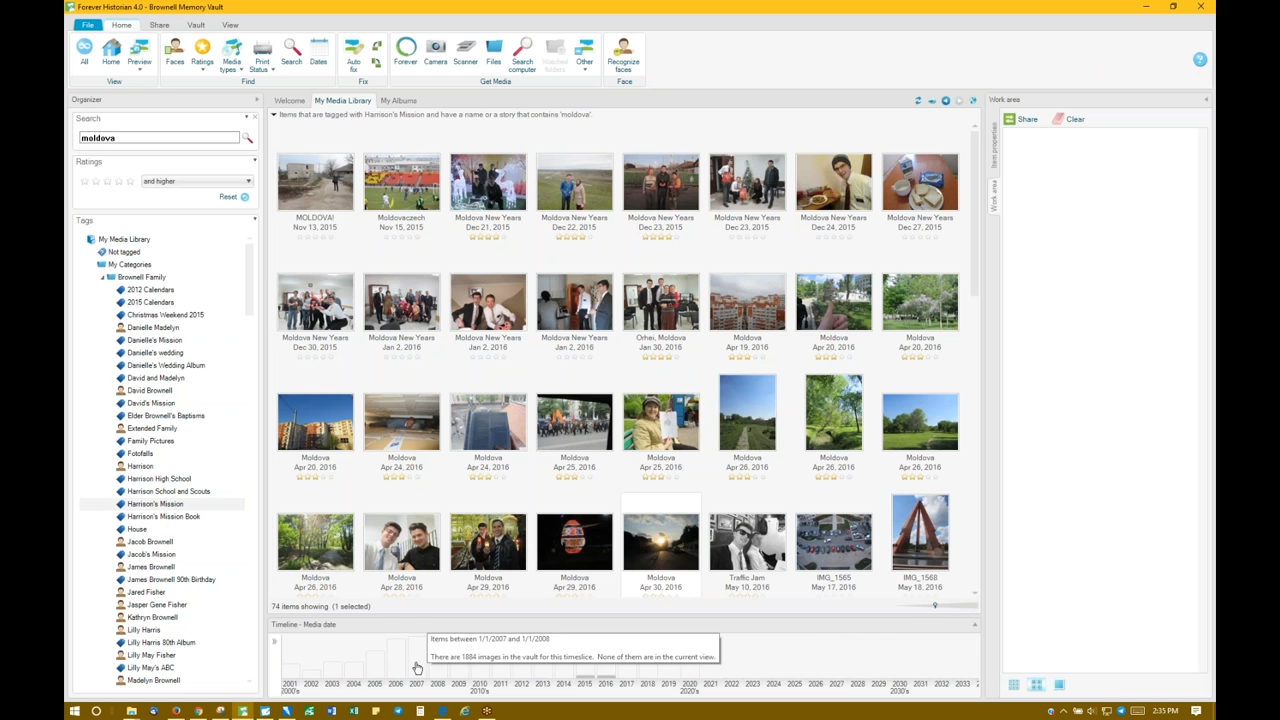 Forever Historian 4.0 - Brownell Memory Vault
File Home Share Vault View
All Home Preview Faces Ratings Media types Print Status Search Dates Auto fix Forever Camera Scanner Files Search computer Watched folders Other Recognize faces
View Find Fix Get Media Face
Organizer
Welcome My Media Library My Albums
Work area
Search
Items that are tagged with Harrison's Mission and have a name or a story that contains 'moldova'.
Share Clear
moldova
Ratings
and higher
Reset
Tags
My Media Library
Not tagged
My Categories
Brownell Family
2012 Calendars
2015 Calendars
Christmas Weekend 2015
Danielle Madelyn
Danielle's Mission
Danielle's wedding
Danielle's Wedding Album
David and Madelyn
David Brownell
David's Mission
Elder Brownell's Baptisms
Extended Family
Family Pictures
Fotofalls
Harrison
Harrison High School
Harrison School and Scouts
Harrison's Mission
Harrison's Mission Book
House
Jacob Brownell
Jacob's Mission
James Brownell
James Brownell 90th Birthday
Jared Fisher
Jasper Gene Fisher
Kathryn Brownell
Lilly Harris
Lilly Harris 80th Album
Lilly May Fisher
Lilly May's ABC
Madelyn Brownell
MOLDOVA! Moldovaczech Moldova New Years Moldova New Years Moldova New Years Moldova New Years Moldova New Years Moldova New Years
Nov 13, 2015 Nov 15, 2015 Dec 21, 2015 Dec 22, 2015 Dec 23, 2015 Dec 23, 2015 Dec 24, 2015 Dec 27, 2015
Moldova New Years Moldova New Years Moldova New Years Moldova New Years Orhei, Moldova Moldova Moldova Moldova
Dec 30, 2015 Jan 2, 2016 Jan 2, 2016 Jan 2, 2016 Jan 30, 2016 Apr 19, 2016 Apr 20, 2016 Apr 20, 2016
Moldova Moldova Moldova Moldova Moldova Moldova Moldova Moldova
Apr 20, 2016 Apr 24, 2016 Apr 24, 2016 Apr 25, 2016 Apr 25, 2016 Apr 26, 2016 Apr 26, 2016 Apr 26, 2016
Moldova Moldova Moldova Moldova Moldova Traffic Jam IMG_1565 IMG_1568
Apr 26, 2016 Apr 28, 2016 Apr 29, 2016 Apr 29, 2016 Apr 30, 2016 May 10, 2016 May 17, 2016 May 18, 2016
74 items showing (1 selected)
Timeline - Media date
Items between 1/1/2007 and 1/1/2008
There are 1884 images in the vault for this timeslice. None of them are in the current view.
2001 2002 2003 2004 2005 2006 2007 2008 2009 2010 2011 2012 2013 2014 2015 2016 2017 2018 2019 2020 2021 2022 2023 2024 2025 2026 2027 2028 2029 2030 2031 2032 2033
2000's 2010's 2020's 2030's
Item properties
Work area
2:35 PM